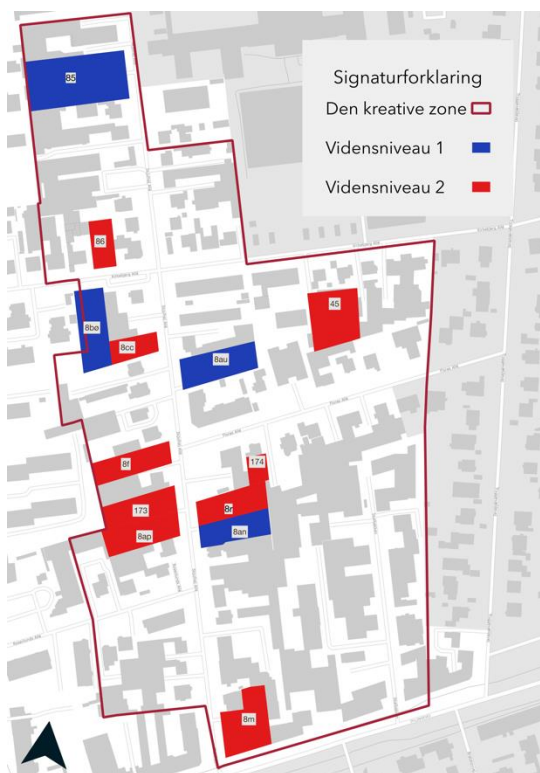 Signaturforklaring
Den kreative zone
Vidensniveau 1
Vidensniveau 2
85
86
8bø
8cc
8au
45
8f
174
173
8r
8ap
8an
8m